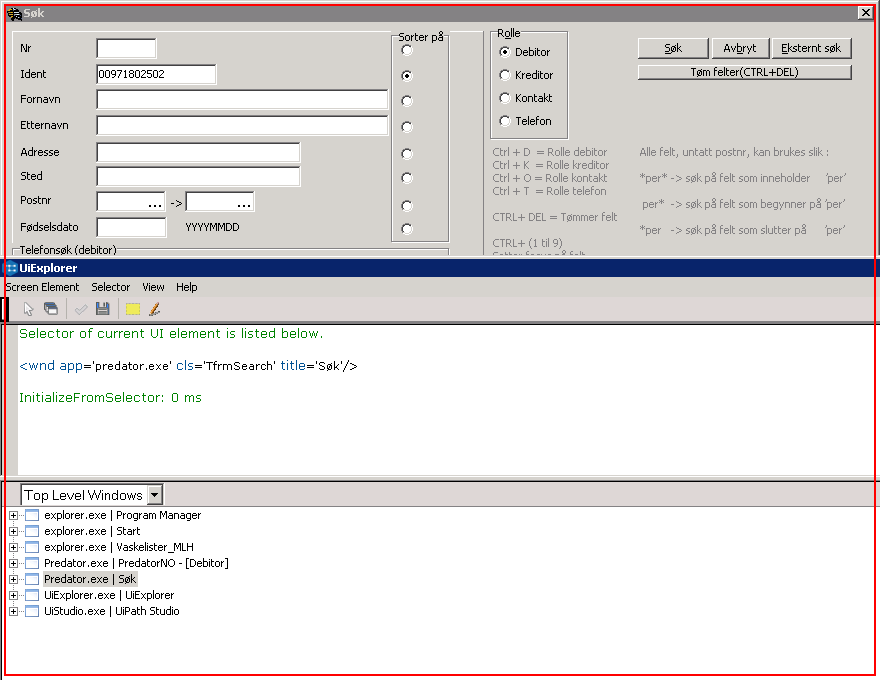 Søk
Nr
Ident 00971802502
Fornavn
Etternavn
Adresse
Sted
Postnr ... -> ...
Fødselsdato YYYYMMDD
Telefonsøk (debitor)
Sorter på
Rolle
Debitor
Kreditor
Kontakt
Telefon
Søk Avbryt Eksternt søk
Tøm felter(CTRL+DEL)
Ctrl + D = Rolle debitor
Ctrl + K = Rolle kreditor
Ctrl + O = Rolle kontakt
Ctrl + T = Rolle telefon
CTRL+ DEL = Tømmer felt
CTRL+ (1 til 9)
Setter focus på felt
Alle felt, untatt postnr, kan brukes slik :
*per* -> søk på felt som inneholder 'per'
per* -> søk på felt som begynner på 'per'
*per -> søk på felt som slutter på 'per'
UiExplorer
Screen Element Selector View Help
Selector of current UI element is listed below.
<wnd app='predator.exe' cls='TfrmSearch' title='Søk'/>
InitializeFromSelector: 0 ms
Top Level Windows
explorer.exe | Program Manager
explorer.exe | Start
explorer.exe | Vaskelister_MLH
Predator.exe | PredatorNO - [Debitor]
Predator.exe | Søk
UiExplorer.exe | UiExplorer
UiStudio.exe | UiPath Studio